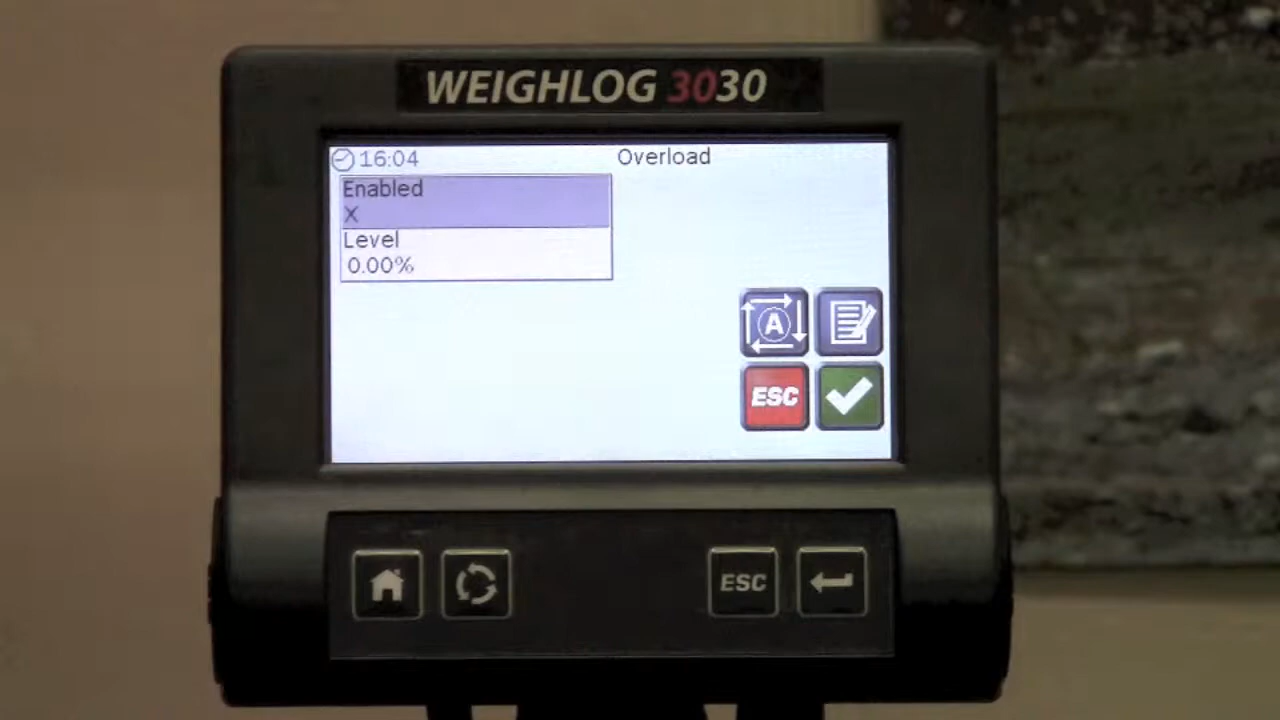 WEIGHLOG 3030
16:04
Overload
Enabled
X
Level
0.00%
A
ESC
ESC